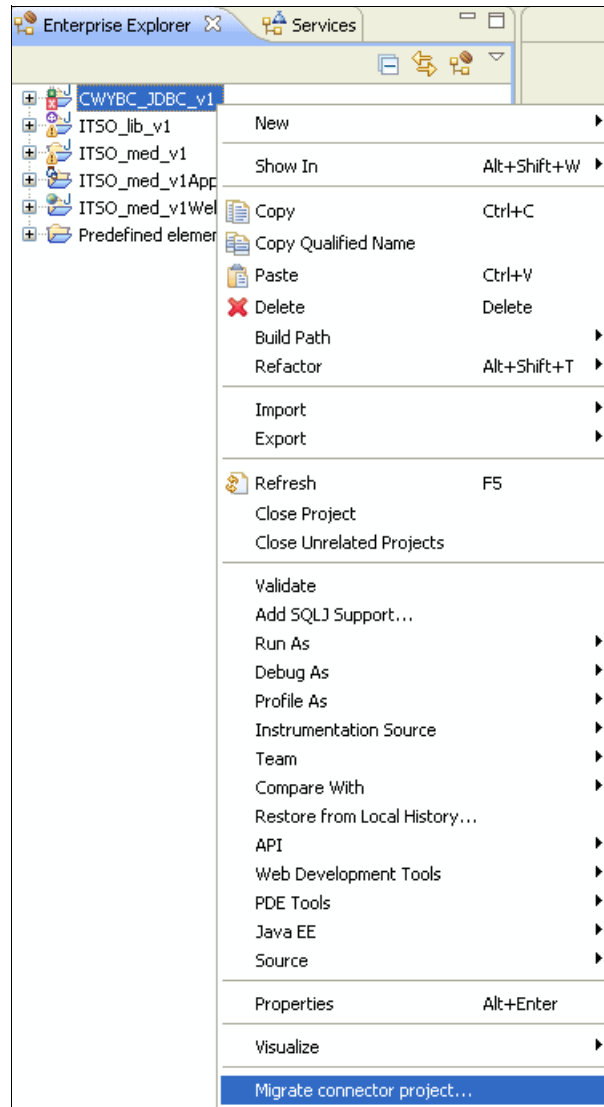 Enterprise Explorer Services
CWYBC_JDBC_v1
ITSO_lib_v1
ITSO_med_v1
ITSO_med_v1App
ITSO_med_v1Wel
Predefined elemer
New
Show In Alt+Shift+W
Copy Ctrl+C
Copy Qualified Name
Paste Ctrl+V
Delete Delete
Build Path
Refactor Alt+Shift+T
Import
Export
Refresh F5
Close Project
Close Unrelated Projects
Validate
Add SQLJ Support...
Run As
Debug As
Profile As
Instrumentation Source
Team
Compare With
Restore from Local History...
API
Web Development Tools
PDE Tools
Java EE
Source
Properties Alt+Enter
Visualize
Migrate connector project...